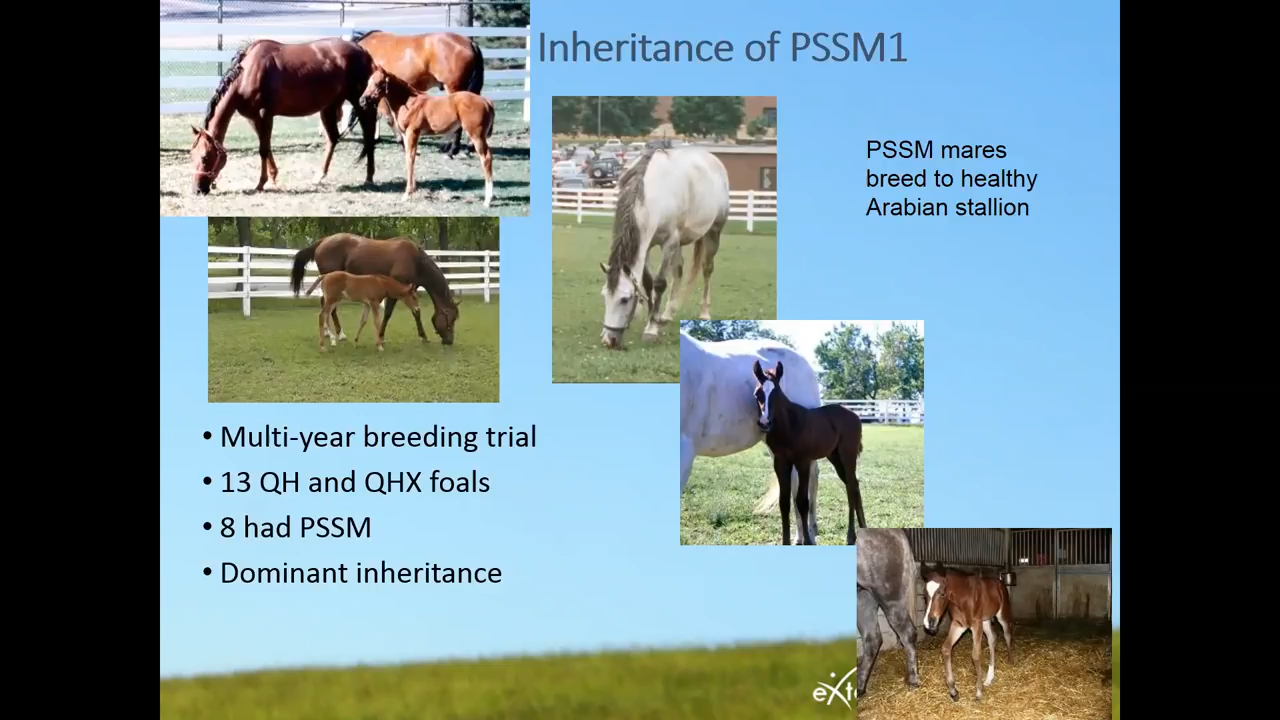 Inheritance of PSSM1
PSSM mares
breed to healthy
Arabian stallion
• Multi-year breeding trial
• 13 QH and QHX foals
• 8 had PSSM
• Dominant inheritance